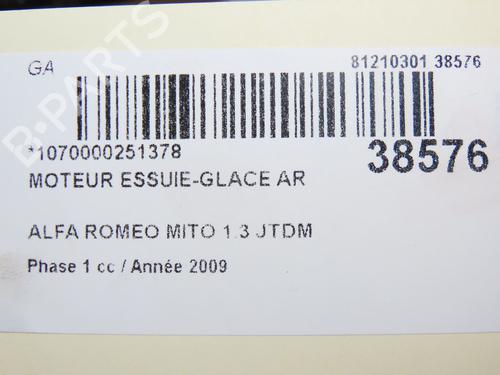 GA
81210301 38576
*1070000251378
38576
MOTEUR ESSUIE-GLACE AR
ALFA ROMEO MITO 1.3 JTDM
Phase 1 cc / Année 2009
B-PARTS